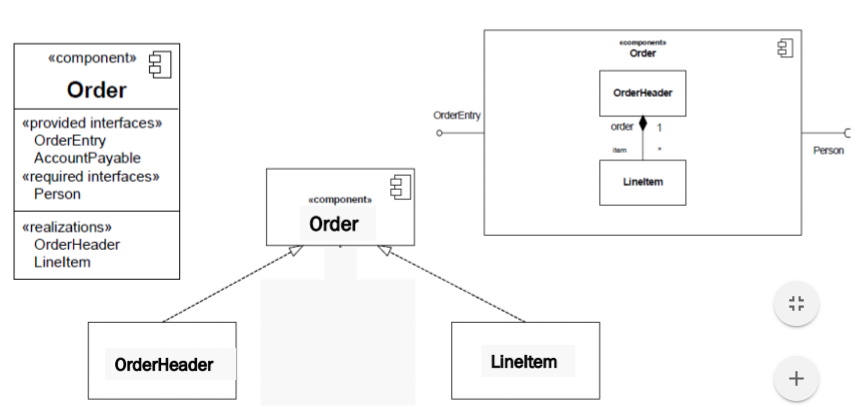 «component»
Order
«provided interfaces»
OrderEntry
AccountPayable
«required interfaces»
Person
«realizations»
OrderHeader
LineItem
«component»
Order
OrderHeader
LineItem
«component»
Order
OrderHeader
order 1
item *
LineItem
OrderEntry
Person